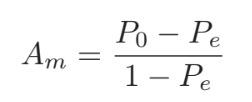 A_m = \frac{P_0 - P_e}{1 - P_e}